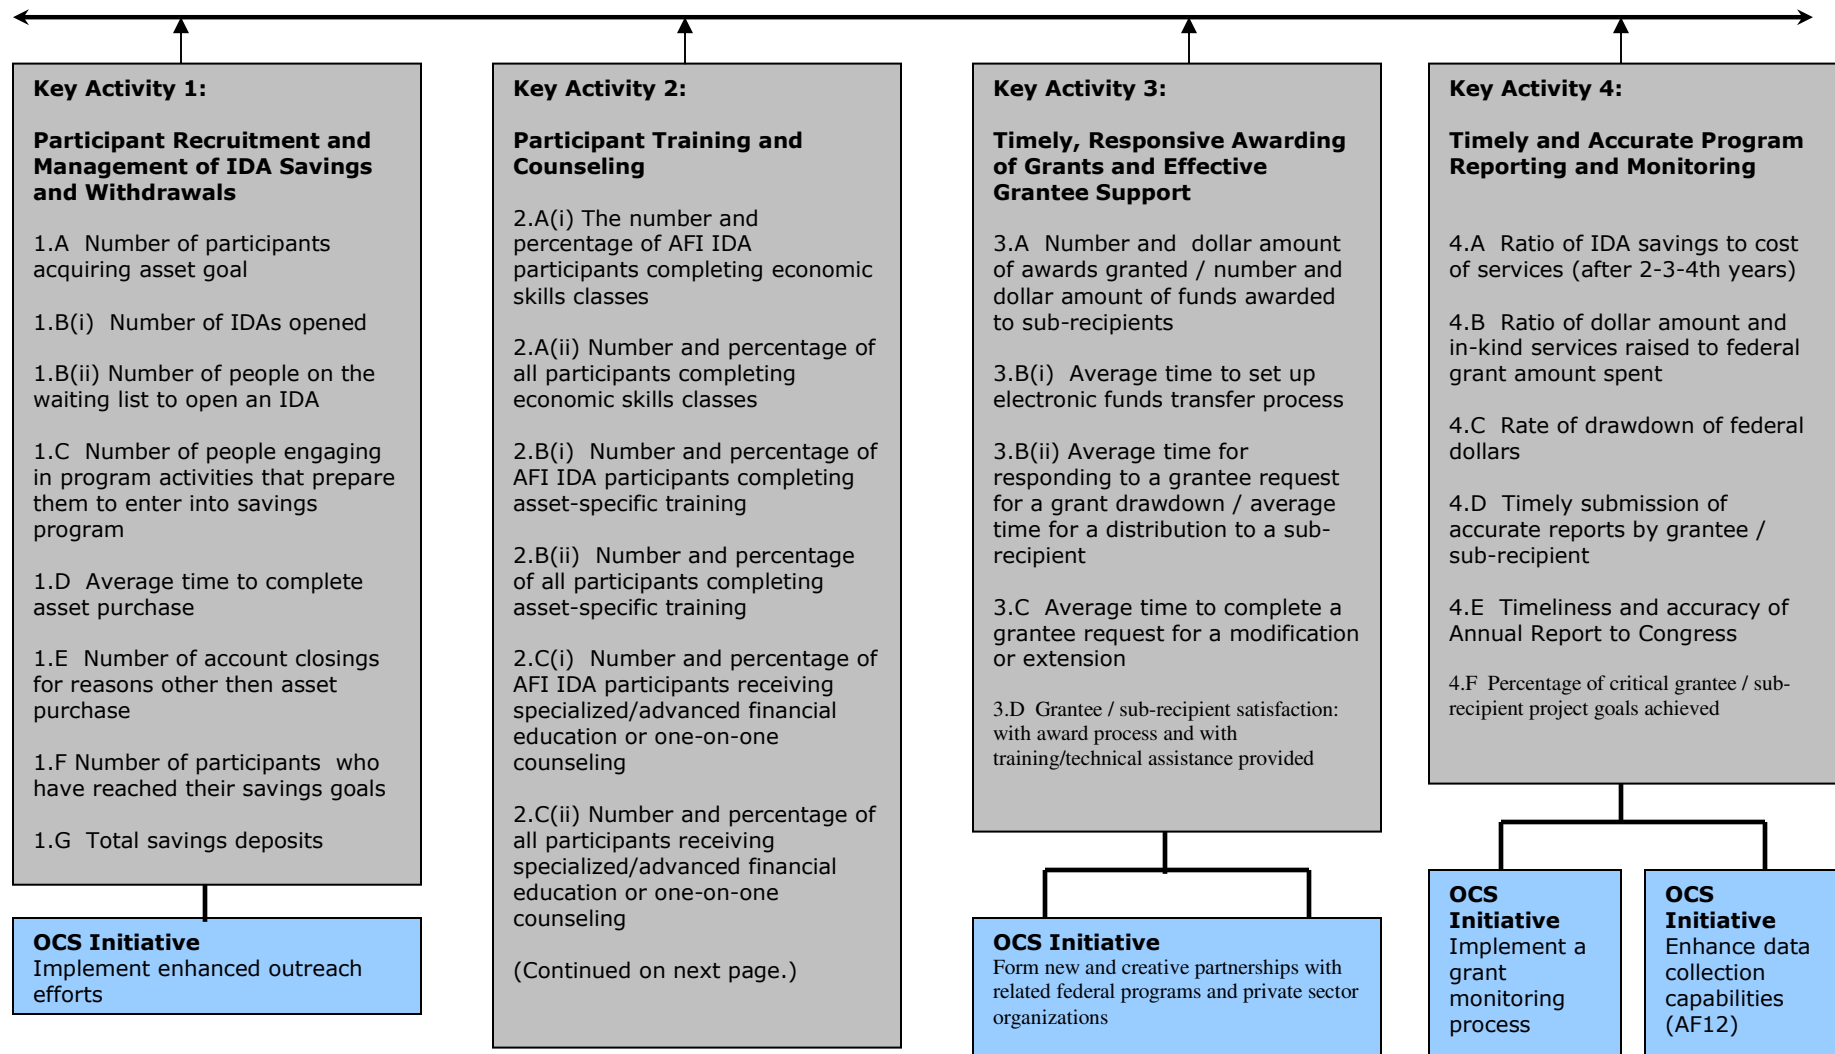 Key Activity 1:
Participant Recruitment and
Management of IDA Savings
and Withdrawals
1.A Number of participants
acquiring asset goal
1.B(i) Number of IDAs opened
1.B(ii) Number of people on the
waiting list to open an IDA
1.C Number of people engaging
in program activities that prepare
them to enter into savings
program
1.D Average time to complete
asset purchase
1.E Number of account closings
for reasons other then asset
purchase
1.F Number of participants who
have reached their savings goals
1.G Total savings deposits
OCS Initiative
Implement enhanced outreach
efforts
Key Activity 2:
Participant Training and
Counseling
2.A(i) The number and
percentage of AFI IDA
participants completing economic
skills classes
2.A(ii) Number and percentage of
all participants completing
economic skills classes
2.B(i) Number and percentage of
AFI IDA participants completing
asset-specific training
2.B(ii) Number and percentage
of all participants completing
asset-specific training
2.C(i) Number and percentage of
AFI IDA participants receiving
specialized/advanced financial
education or one-on-one
counseling
2.C(ii) Number and percentage of
all participants receiving
specialized/advanced financial
education or one-on-one
counseling
(Continued on next page.)
Key Activity 3:
Timely, Responsive Awarding
of Grants and Effective
Grantee Support
3.A Number and dollar amount
of awards granted / number and
dollar amount of funds awarded
to sub-recipients
3.B(i) Average time to set up
electronic funds transfer process
3.B(ii) Average time for
responding to a grantee request
for a grant drawdown / average
time for a distribution to a sub-
recipient
3.C Average time to complete a
grantee request for a modification
or extension
3.D Grantee / sub-recipient satisfaction:
with award process and with
training/technical assistance provided
OCS Initiative
Form new and creative partnerships with
related federal programs and private sector
organizations
Key Activity 4:
Timely and Accurate Program
Reporting and Monitoring
4.A Ratio of IDA savings to cost
of services (after 2-3-4th years)
4.B Ratio of dollar amount and
in-kind services raised to federal
grant amount spent
4.C Rate of drawdown of federal
dollars
4.D Timely submission of
accurate reports by grantee /
sub-recipient
4.E Timeliness and accuracy of
Annual Report to Congress
4.F Percentage of critical grantee / sub-
recipient project goals achieved
OCS
Initiative
Implement a
grant
monitoring
process
OCS
Initiative
Enhance data
collection
capabilities
(AF12)